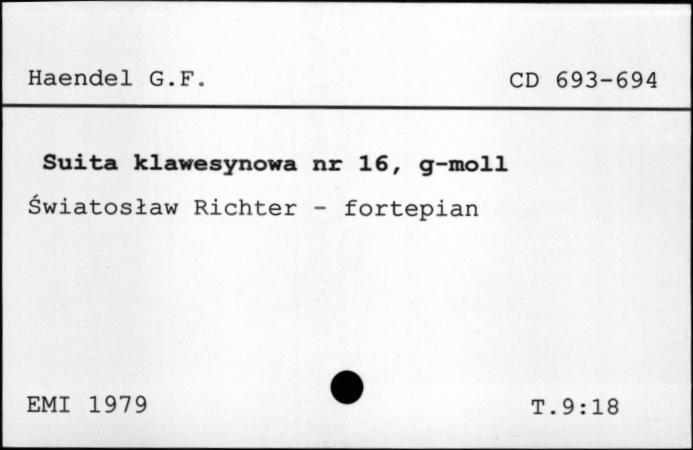 Haendel G.F. CD 693-694
Suita klawesynowa nr 16, g-moll
Światosław Richter - fortepian
EMI 1979 T.9:18